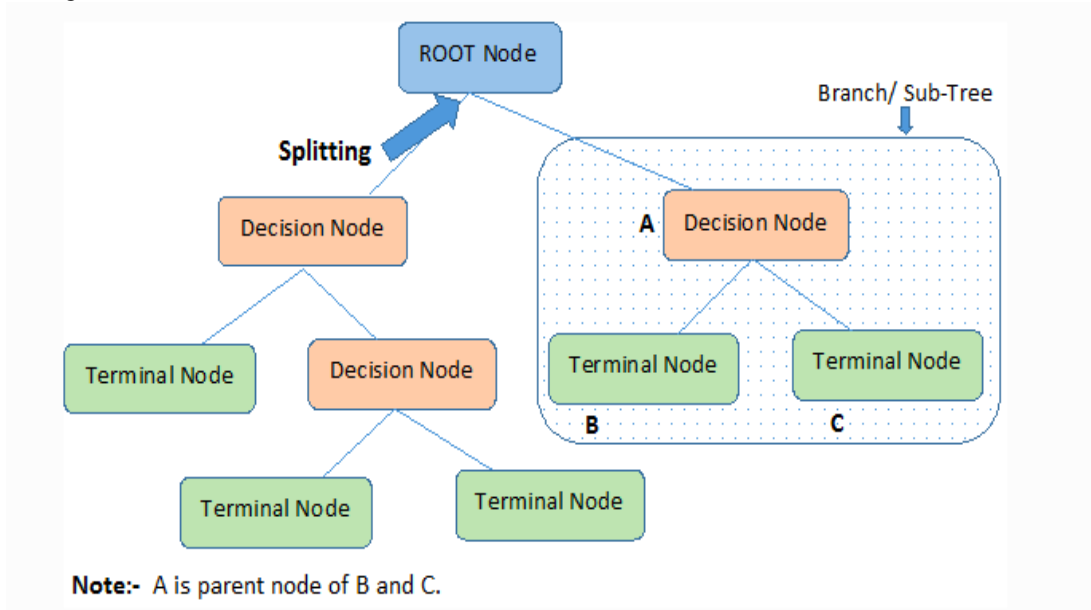 ROOT Node
Branch/ Sub-Tree
Splitting
Decision Node
A
Decision Node
Terminal Node
Decision Node
Terminal Node
Terminal Node
B
C
Terminal Node
Terminal Node
Note:- A is parent node of B and C.